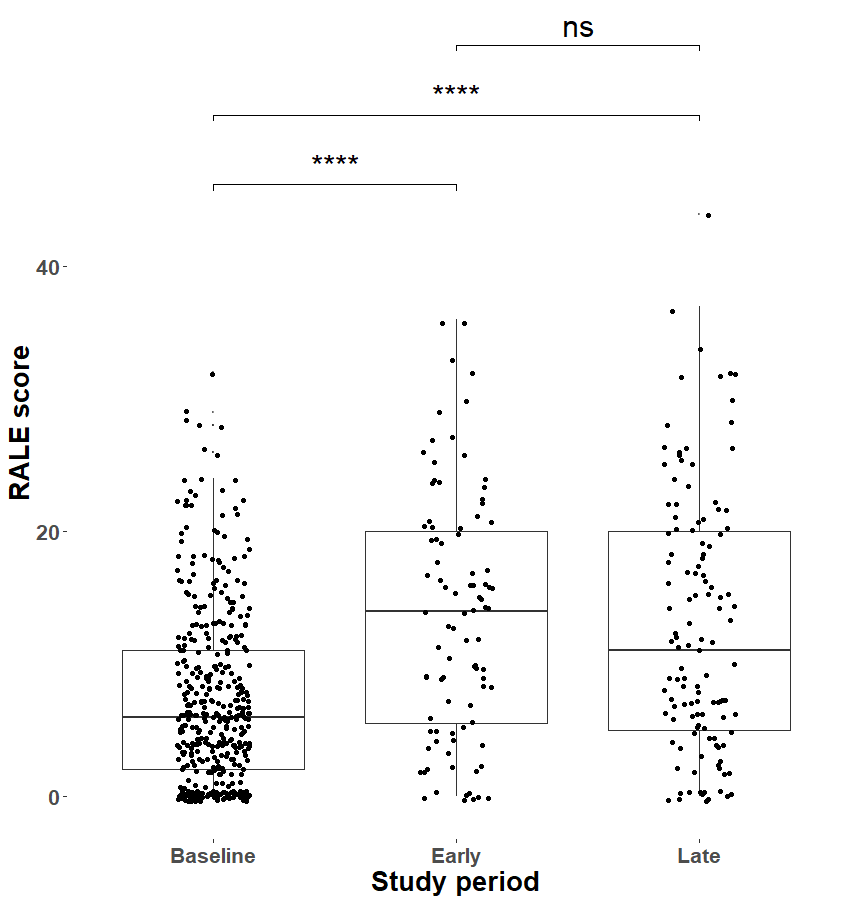 ns
****
****
40
20
0
RALE score
Baseline
Early
Late
Study period